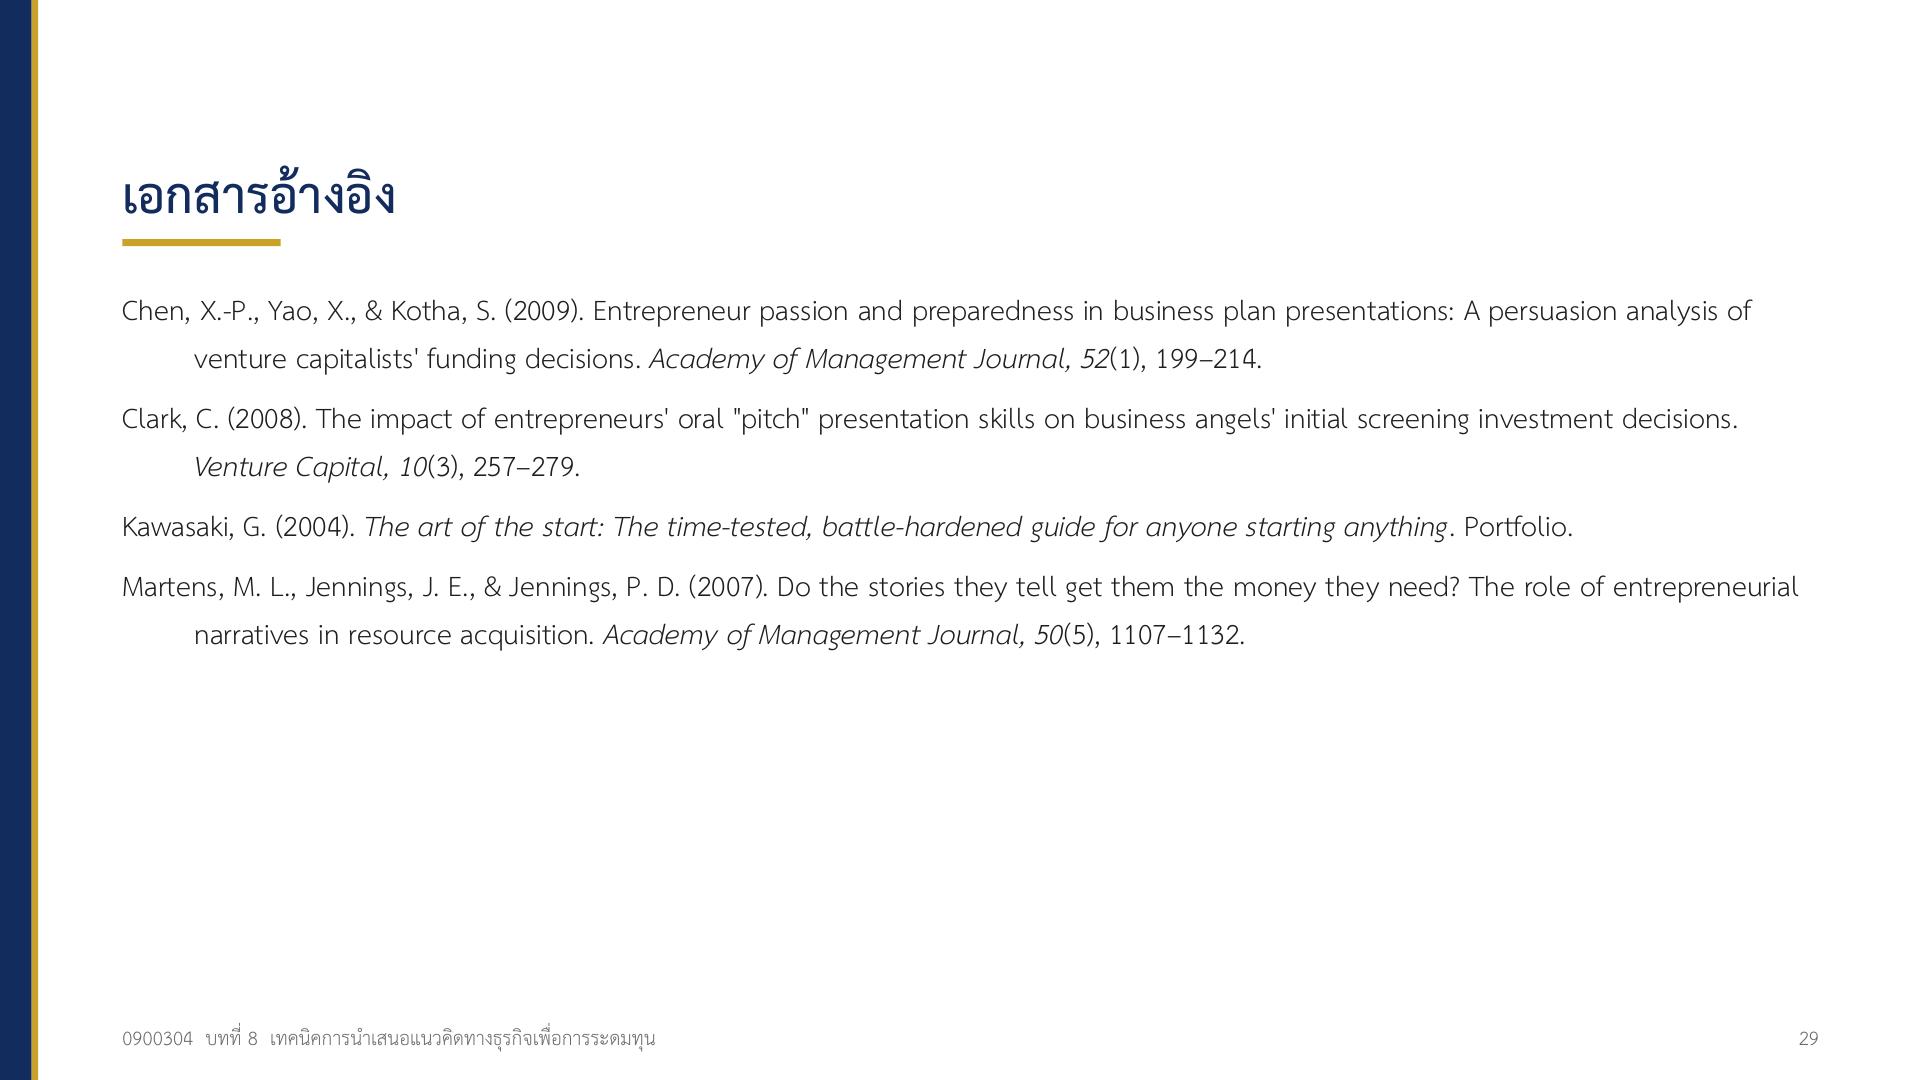 เอกสารอ้างอิง
Chen, X.-P., Yao, X., & Kotha, S. (2009). Entrepreneur passion and preparedness in business plan presentations: A persuasion analysis of
venture capitalists' funding decisions. Academy of Management Journal, 52(1), 199–214.
Clark, C. (2008). The impact of entrepreneurs' oral "pitch" presentation skills on business angels' initial screening investment decisions.
Venture Capital, 10(3), 257–279.
Kawasaki, G. (2004). The art of the start: The time-tested, battle-hardened guide for anyone starting anything. Portfolio.
Martens, M. L., Jennings, J. E., & Jennings, P. D. (2007). Do the stories they tell get them the money they need? The role of entrepreneurial
narratives in resource acquisition. Academy of Management Journal, 50(5), 1107–1132.
0900304 บทที่ 8 เทคนิคการนำเสนอแนวคิดทางธุรกิจเพื่อการระดมทุน
29